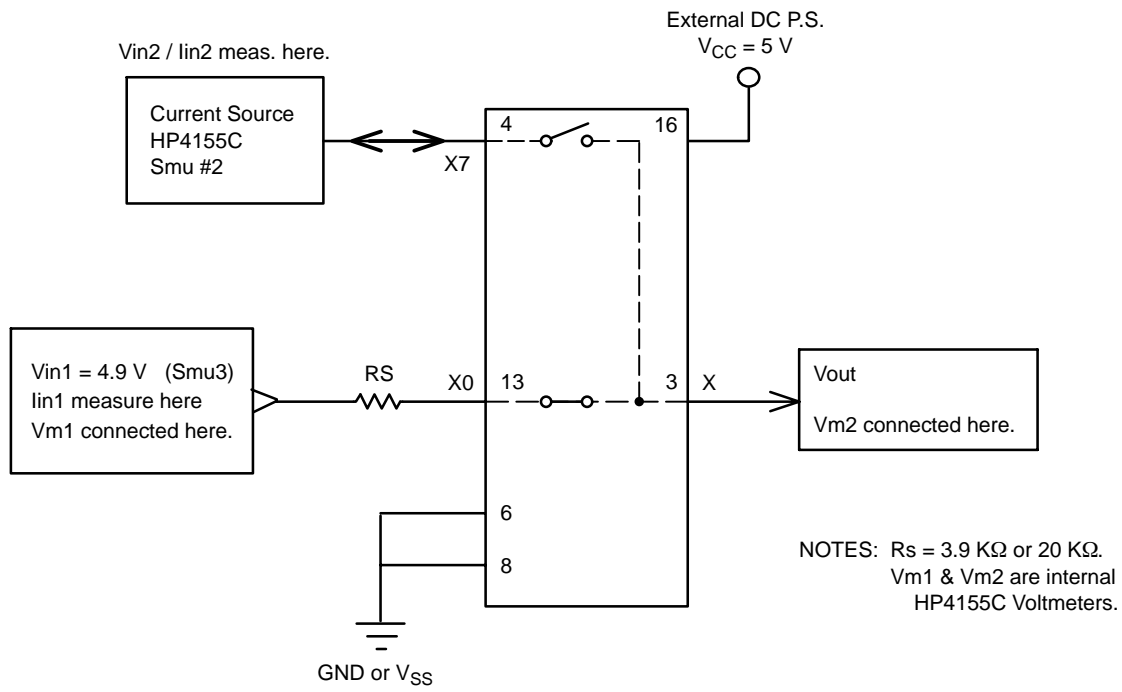 External DC P.S.
V_CC = 5 V
Vin2 / Iin2 meas. here.
Current Source
HP4155C
Smu #2
4
16
X7
Vin1 = 4.9 V (Smu3)
Iin1 measure here
Vm1 connected here.
RS
X0
13
3
X
Vout
Vm2 connected here.
6
8
GND or V_SS
NOTES: Rs = 3.9 KΩ or 20 KΩ.
Vm1 & Vm2 are internal
HP4155C Voltmeters.